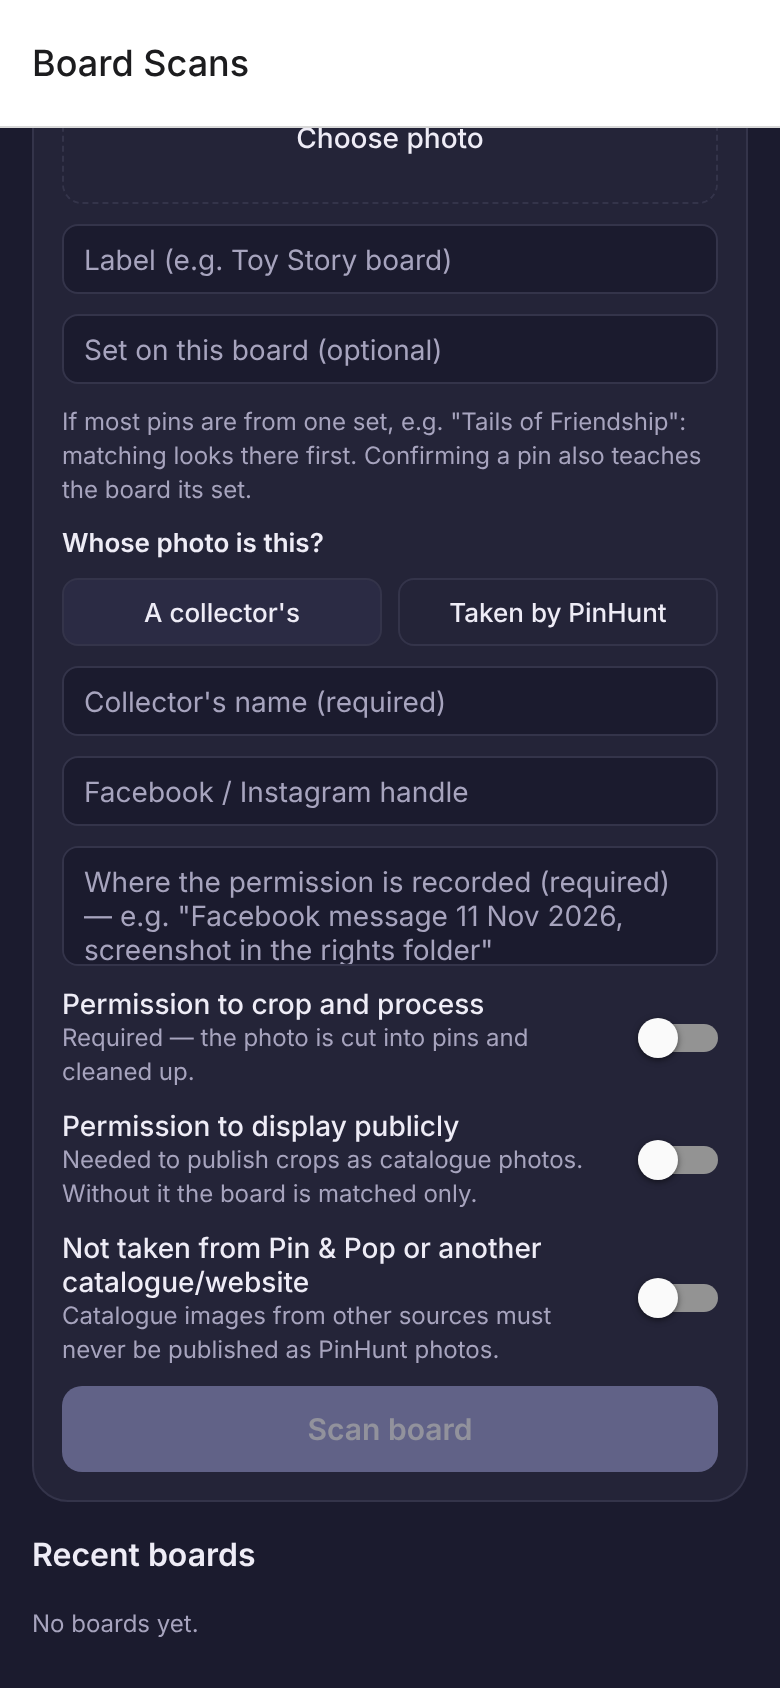 Board Scans
Choose photo
Label (e.g. Toy Story board)
Set on this board (optional)
If most pins are from one set, e.g. "Tails of Friendship":
matching looks there first. Confirming a pin also teaches
the board its set.
Whose photo is this?
A collector's
Taken by PinHunt
Collector's name (required)
Facebook / Instagram handle
Where the permission is recorded (required)
— e.g. "Facebook message 11 Nov 2026,
screenshot in the rights folder"
Permission to crop and process
Required — the photo is cut into pins and
cleaned up.
Permission to display publicly
Needed to publish crops as catalogue photos.
Without it the board is matched only.
Not taken from Pin & Pop or another
catalogue/website
Catalogue images from other sources must
never be published as PinHunt photos.
Scan board
Recent boards
No boards yet.